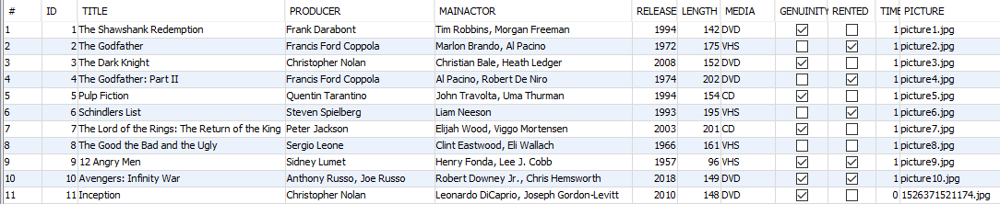 # ID TITLE PRODUCER MAINACTOR RELEASE LENGTH MEDIA GENUINITY RENTED TIME PICTURE
1 1 The Shawshank Redemption Frank Darabont Tim Robbins, Morgan Freeman 1994 142 DVD 1 picture1.jpg
2 2 The Godfather Francis Ford Coppola Marlon Brando, Al Pacino 1972 175 VHS 1 picture2.jpg
3 3 The Dark Knight Christopher Nolan Christian Bale, Heath Ledger 2008 152 DVD 1 picture3.jpg
4 4 The Godfather: Part II Francis Ford Coppola Al Pacino, Robert De Niro 1974 202 DVD 1 picture4.jpg
5 5 Pulp Fiction Quentin Tarantino John Travolta, Uma Thurman 1994 154 CD 1 picture5.jpg
6 6 Schindlers List Steven Spielberg Liam Neeson 1993 195 VHS 1 picture6.jpg
7 7 The Lord of the Rings: The Return of the King Peter Jackson Elijah Wood, Viggo Mortensen 2003 201 CD 1 picture7.jpg
8 8 The Good the Bad and the Ugly Sergio Leone Clint Eastwood, Eli Wallach 1966 161 VHS 1 picture8.jpg
9 9 12 Angry Men Sidney Lumet Henry Fonda, Lee J. Cobb 1957 96 VHS 1 picture9.jpg
10 10 Avengers: Infinity War Anthony Russo, Joe Russo Robert Downey Jr., Chris Hemsworth 2018 149 DVD 1 picture10.jpg
11 11 Inception Christopher Nolan Leonardo DiCaprio, Joseph Gordon-Levitt 2010 148 DVD 0 1526371521174.jpg